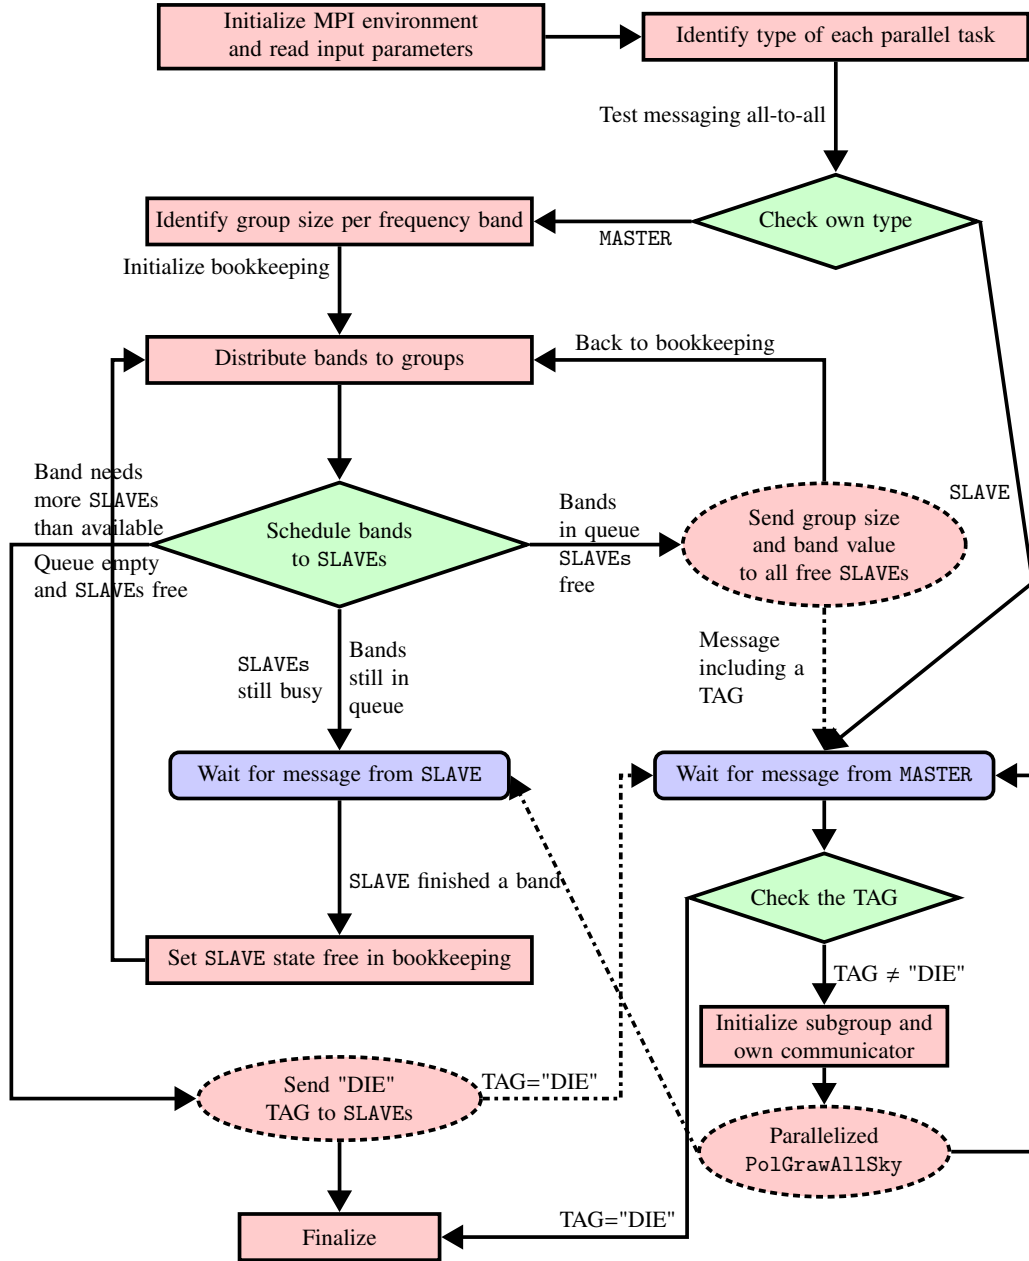 Initialize MPI environment
and read input parameters
Identify type of each parallel task
Test messaging all-to-all
Check own type
MASTER
Identify group size per frequency band
Initialize bookkeeping
Distribute bands to groups
Back to bookkeeping
Band needs
more SLAVEs
than available
Queue empty
and SLAVEs free
Schedule bands
to SLAVEs
Bands
in queue
SLAVEs
free
Send group size
and band value
to all free SLAVEs
SLAVE
SLAVEs
still busy
Bands
still in
queue
Message
including a
TAG
Wait for message from SLAVE
Wait for message from MASTER
SLAVE finished a band
Check the TAG
Set SLAVE state free in bookkeeping
TAG ≠ "DIE"
Initialize subgroup and
own communicator
Send "DIE"
TAG to SLAVEs
TAG="DIE"
Parallelized
PolGrawAllSky
TAG="DIE"
Finalize